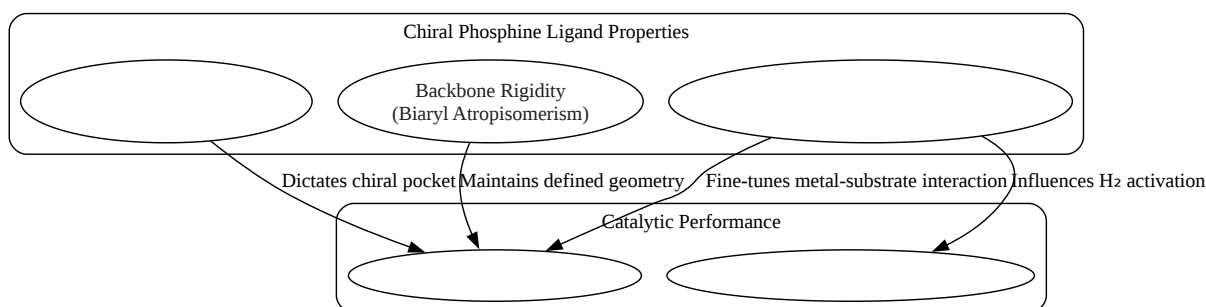 Chiral Phosphine Ligand Properties
Backbone Rigidity
(Biaryl Atropisomerism)
Dictates chiral pocket
Maintains defined geometry
Fine-tunes metal-substrate interaction
Influences H₂ activation
Catalytic Performance